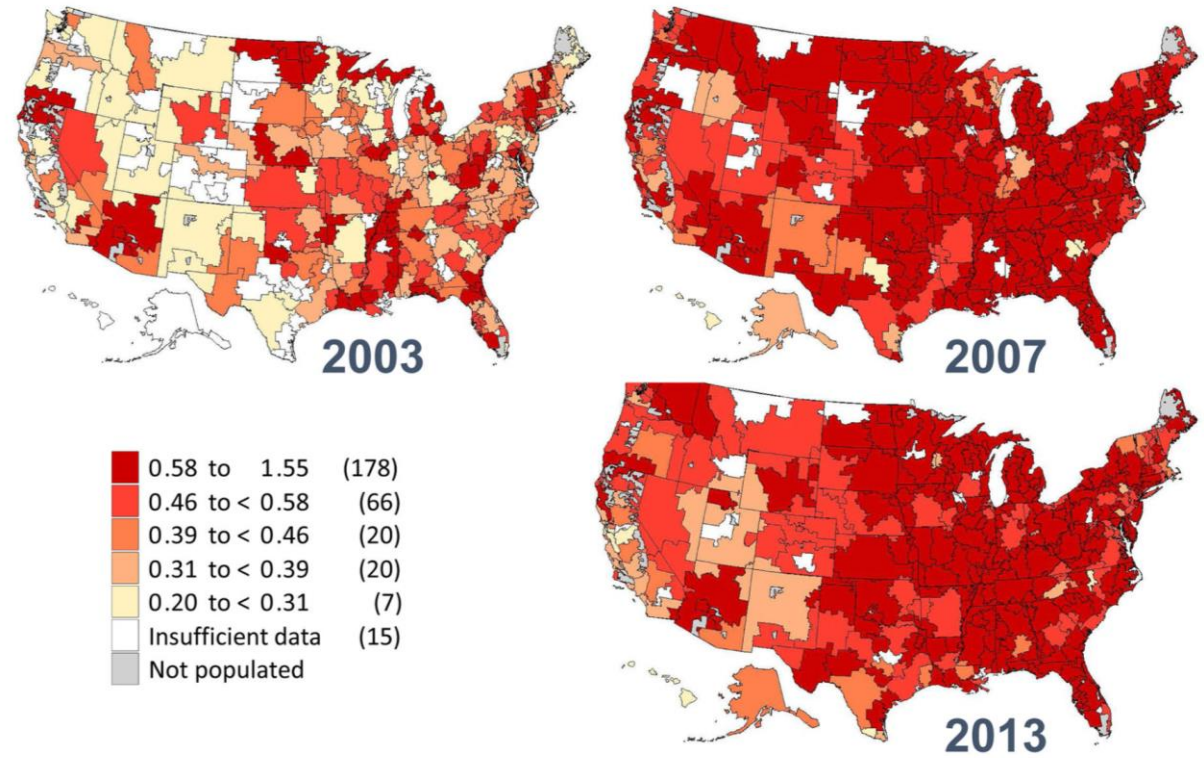 2003
2007
0.58 to 1.55 (178)
0.46 to < 0.58 (66)
0.39 to < 0.46 (20)
0.31 to < 0.39 (20)
0.20 to < 0.31 (7)
Insufficient data (15)
Not populated
2013